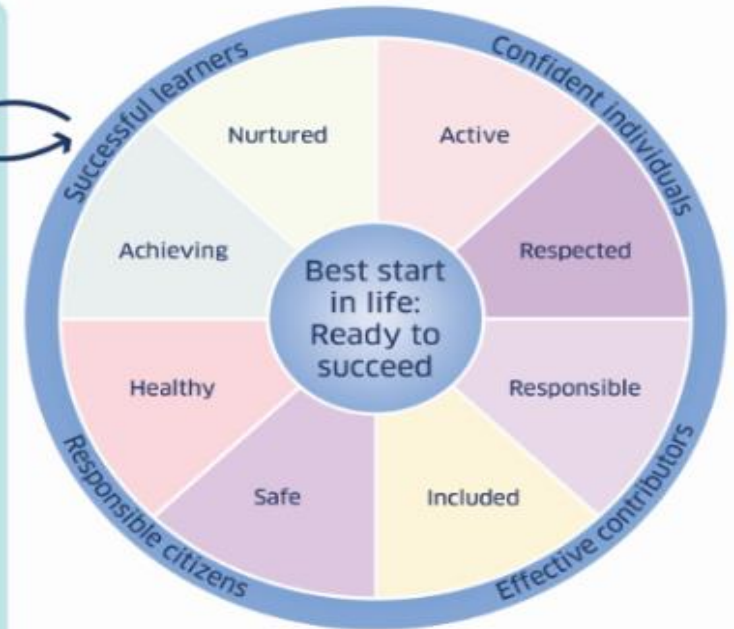 Successful learners
Confident individuals
Nurtured
Active
Achieving
Respected
Best start
in life:
Ready to
succeed
Healthy
Responsible
Safe
Included
Responsible citizens
Effective contributors